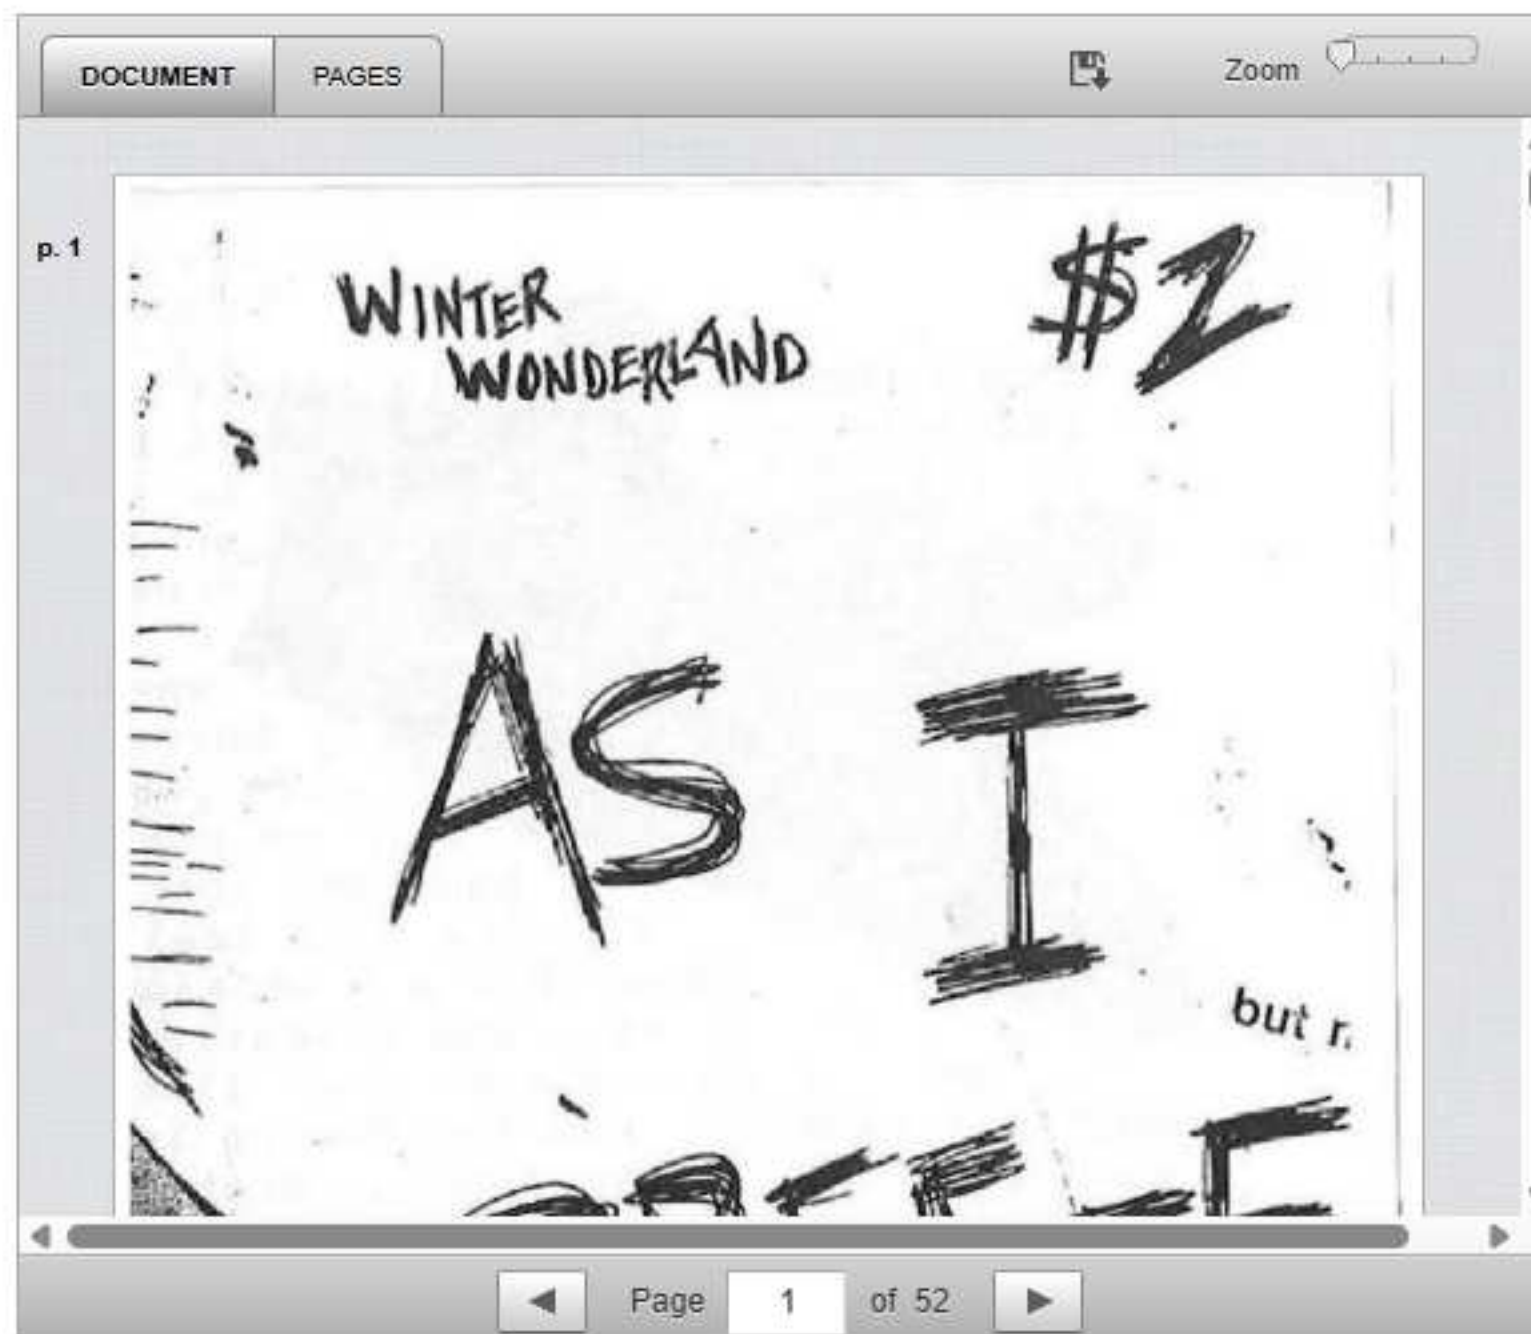 DOCUMENT PAGES Zoom
p. 1
$2
WINTER
WONDERLAND
AS I
but
Page 1 of 52